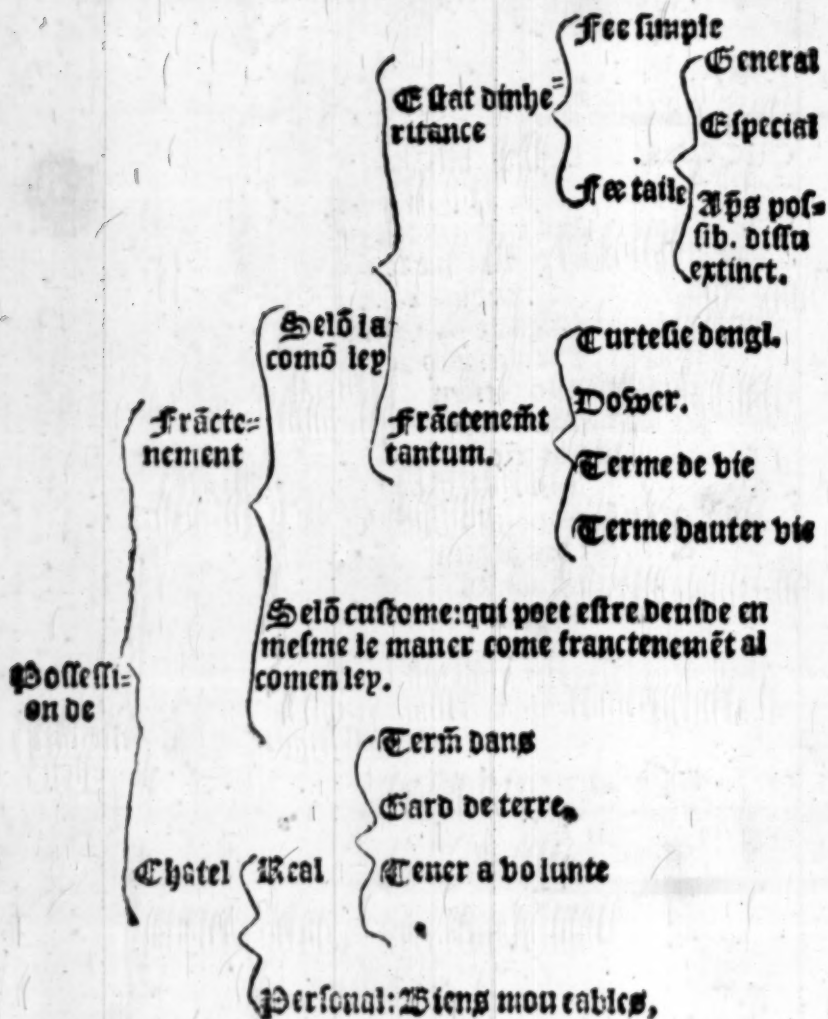 Fee simple
General
Estat dinhe=
ritance
Especial
Fee taile
Ap̄s pos=
sib. dissu
extinct.
Selō la
comō ley
Curtesie dengl.
Dower.
Frācte=
nement
Frāctenem̄t
tantum.
Terme de vie
Terme dauter vie
Selō custome: qui poet estre deuide en
mesme le maner come franctenemēt al
comen ley.
Possessi=
on de
Term̄ dans
Gard de terre,
Chatel
Real
Tener a volunte
Personal: Biens moueables,